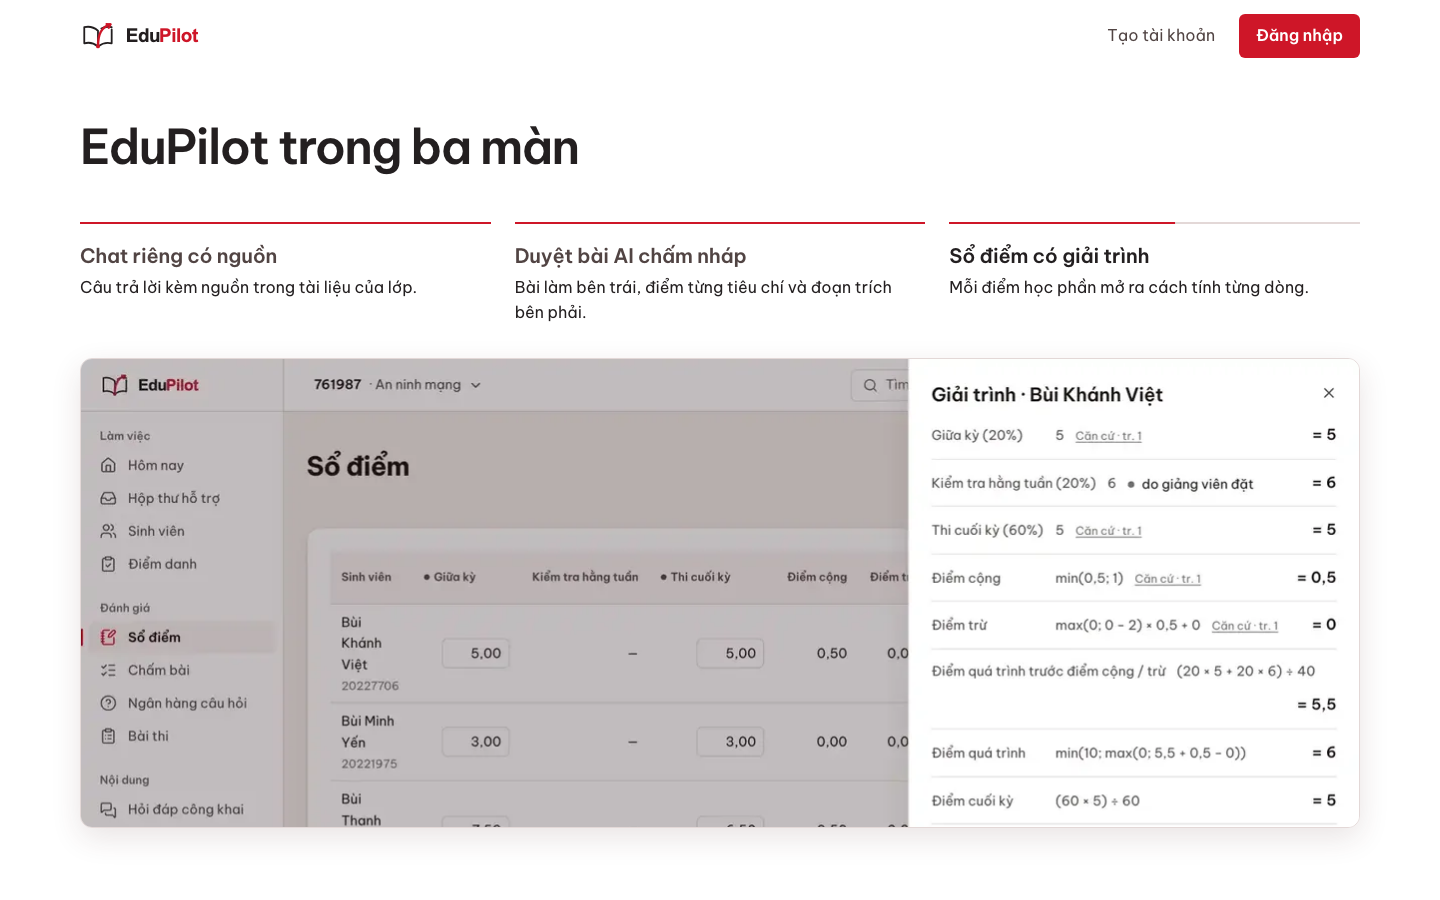 EduPilot
Tạo tài khoản
Đăng nhập
EduPilot trong ba màn
Chat riêng có nguồn
Câu trả lời kèm nguồn trong tài liệu của lớp.
Duyệt bài AI chấm nháp
Bài làm bên trái, điểm từng tiêu chí và đoạn trích
bên phải.
Sổ điểm có giải trình
Mỗi điểm học phần mở ra cách tính từng dòng.
EduPilot
761987 · An ninh mạng
Làm việc
Hôm nay
Hộp thư hỗ trợ
Sinh viên
Điểm danh
Đánh giá
Sổ điểm
Chấm bài
Ngân hàng câu hỏi
Bài thi
Nội dung
Hỏi đáp công khai
Sổ điểm
Sinh viên • Giữa kỳ Kiểm tra hằng tuần • Thi cuối kỳ Điểm cộng Điểm
Bùi
Khánh
Việt
20227706
5,00 – 5,00 0,50 0,0
Bùi Minh
Yến
20221975
3,00 – 3,00 0,00 0,0
Bùi
Thanh
Giải trình · Bùi Khánh Việt
Giữa kỳ (20%) 5 Căn cứ · tr. 1 = 5
Kiểm tra hằng tuần (20%) 6 • do giảng viên đặt = 6
Thi cuối kỳ (60%) 5 Căn cứ · tr. 1 = 5
Điểm cộng min(0,5; 1) Căn cứ · tr. 1 = 0,5
Điểm trừ max(0; 0 − 2) × 0,5 + 0 Căn cứ · tr. 1 = 0
Điểm quá trình trước điểm cộng / trừ (20 × 5 + 20 × 6) ÷ 40
= 5,5
Điểm quá trình min(10; max(0; 5,5 + 0,5 − 0)) = 6
Điểm cuối kỳ (60 × 5) ÷ 60 = 5